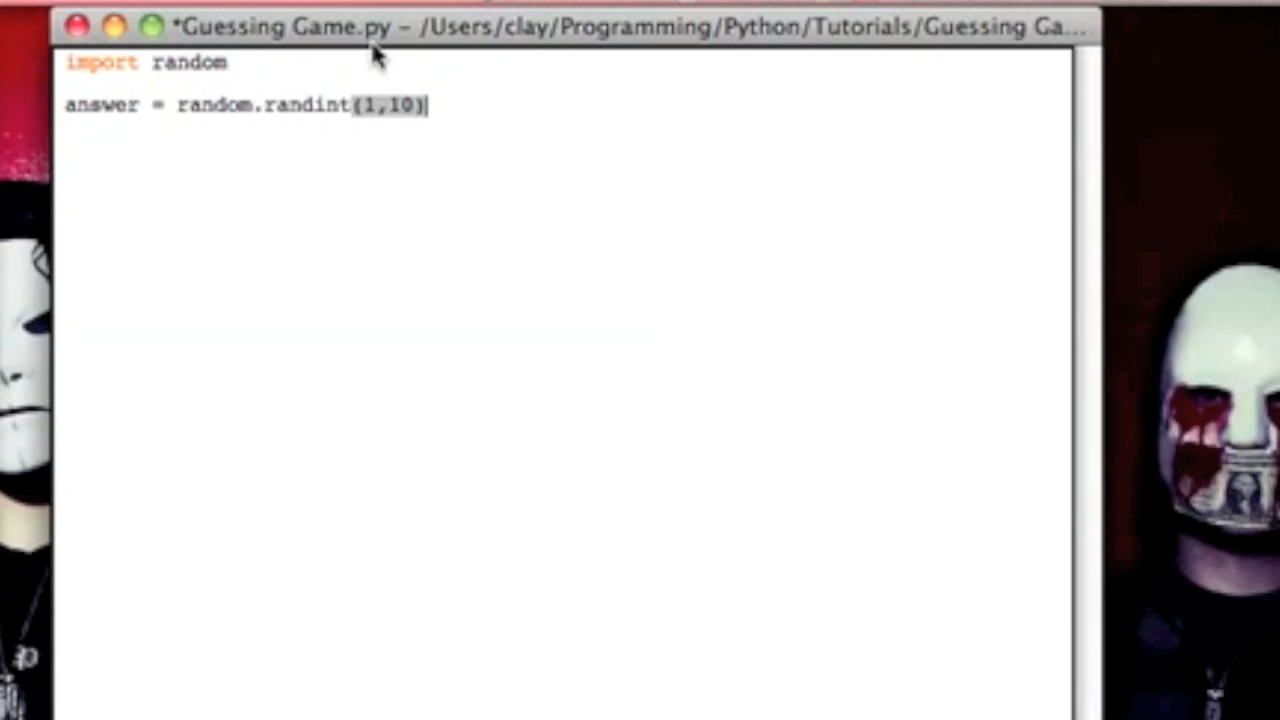 *Guessing Game.py – /Users/clay/Programming/Python/Tutorials/Guessing Ga...
import random
answer = random.randint(1,10)